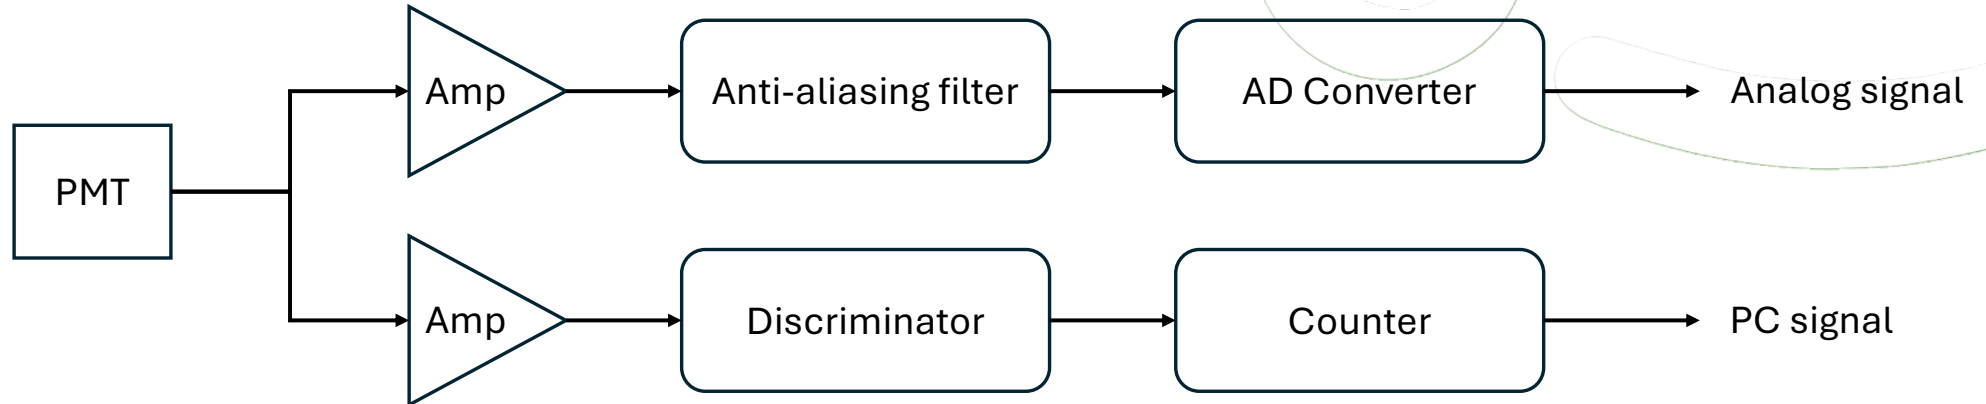 Amp
Anti-aliasing filter
AD Converter
Analog signal
PMT
Amp
Discriminator
Counter
PC signal